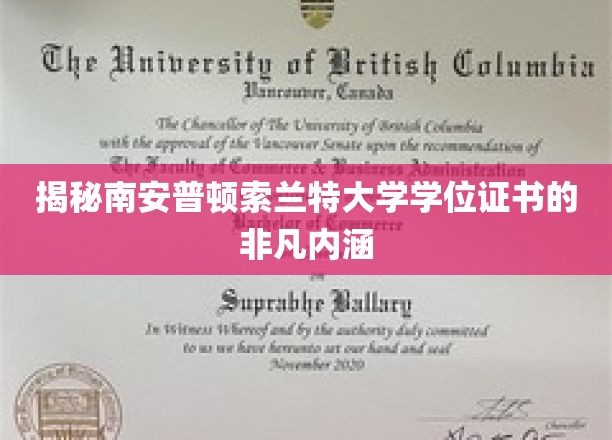 The University of British Columbia
Vancouver, Canada
The Chancellor of The University of British Columbia
with the approval of the Vancouver Senate upon the recommendation of
The Faculty of Commerce & Business Administration
揭秘南安普顿索兰特大学学位证书的
非凡内涵
Bachelor of Commerce
on
Suprabhe Ballary
In Witness Whereof and by the authority duly committed
to us we have hereunto set our hand and seal
November 2020
Chancellor